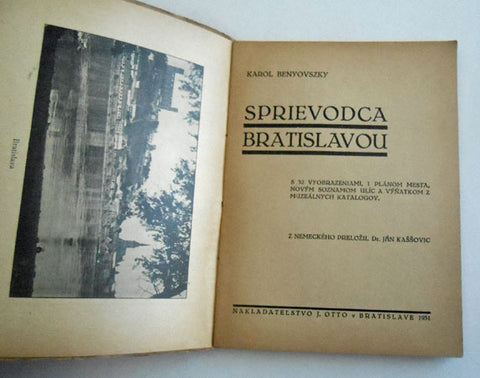 Bratislava
KAROL BENYOVSZKY
SPRIEVODCA
BRATISLAVOU
S 32 VYOBRAZENIAMI, 1 PLÁNOM MESTA,
NOVÝM SOZNAMOM ULÍC A VÝŇATKOM Z
MUZEÁLNYCH KATALOGOV.
Z NEMECKÉHO PRELOŽIL Dr. JÁN KAŠŠOVIC
NAKLADATELSTVO J. OTTO v BRATISLAVE 1931